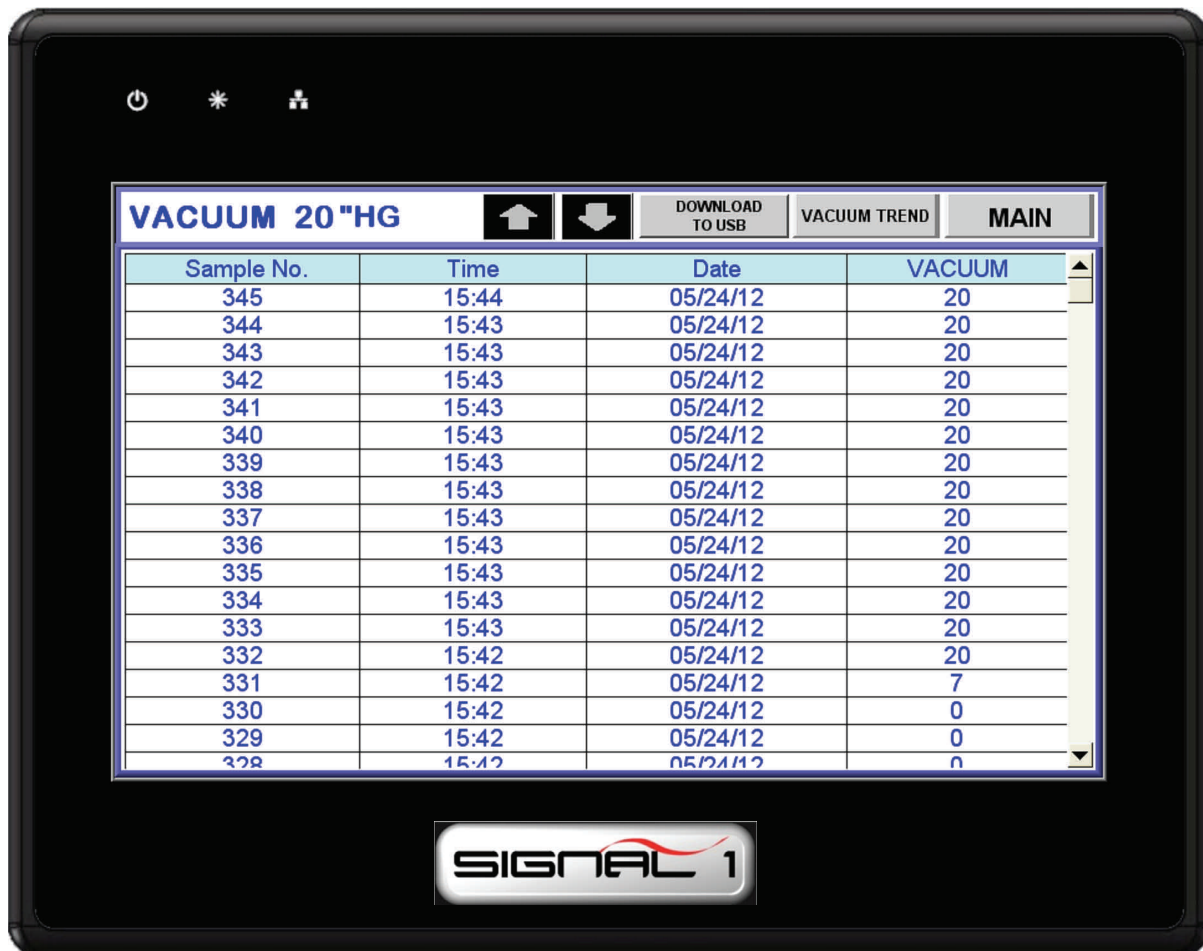 VACUUM 20"HG
DOWNLOAD
TO USB
VACUUM TREND
MAIN
Sample No. Time Date VACUUM
345 15:44 05/24/12 20
344 15:43 05/24/12 20
343 15:43 05/24/12 20
342 15:43 05/24/12 20
341 15:43 05/24/12 20
340 15:43 05/24/12 20
339 15:43 05/24/12 20
338 15:43 05/24/12 20
337 15:43 05/24/12 20
336 15:43 05/24/12 20
335 15:43 05/24/12 20
334 15:43 05/24/12 20
333 15:43 05/24/12 20
332 15:42 05/24/12 20
331 15:42 05/24/12 7
330 15:42 05/24/12 0
329 15:42 05/24/12 0
328 15:42 05/24/12 0
SIGNAL 1